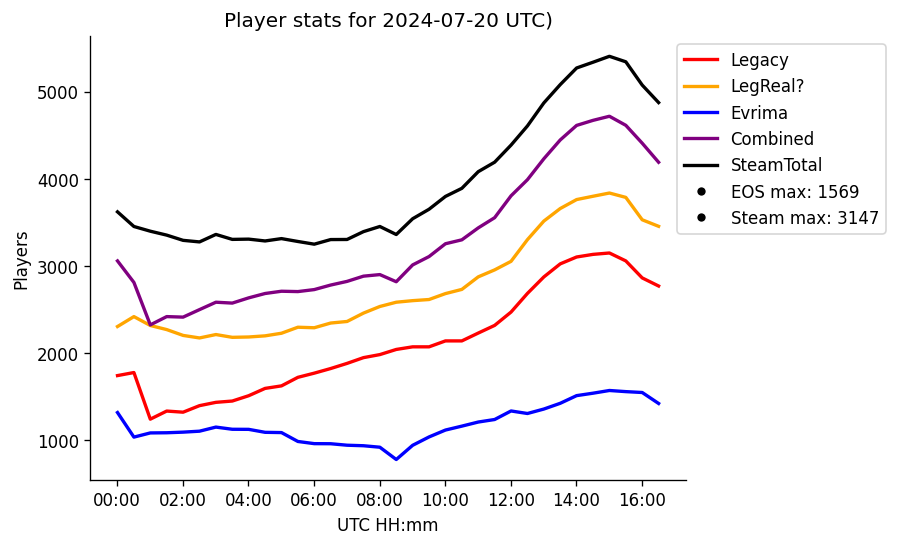 Player stats for 2024-07-20 UTC)
Players
5000
4000
3000
2000
1000
00:00 02:00 04:00 06:00 08:00 10:00 12:00 14:00 16:00
UTC HH:mm
Legacy
LegReal?
Evrima
Combined
SteamTotal
EOS max: 1569
Steam max: 3147